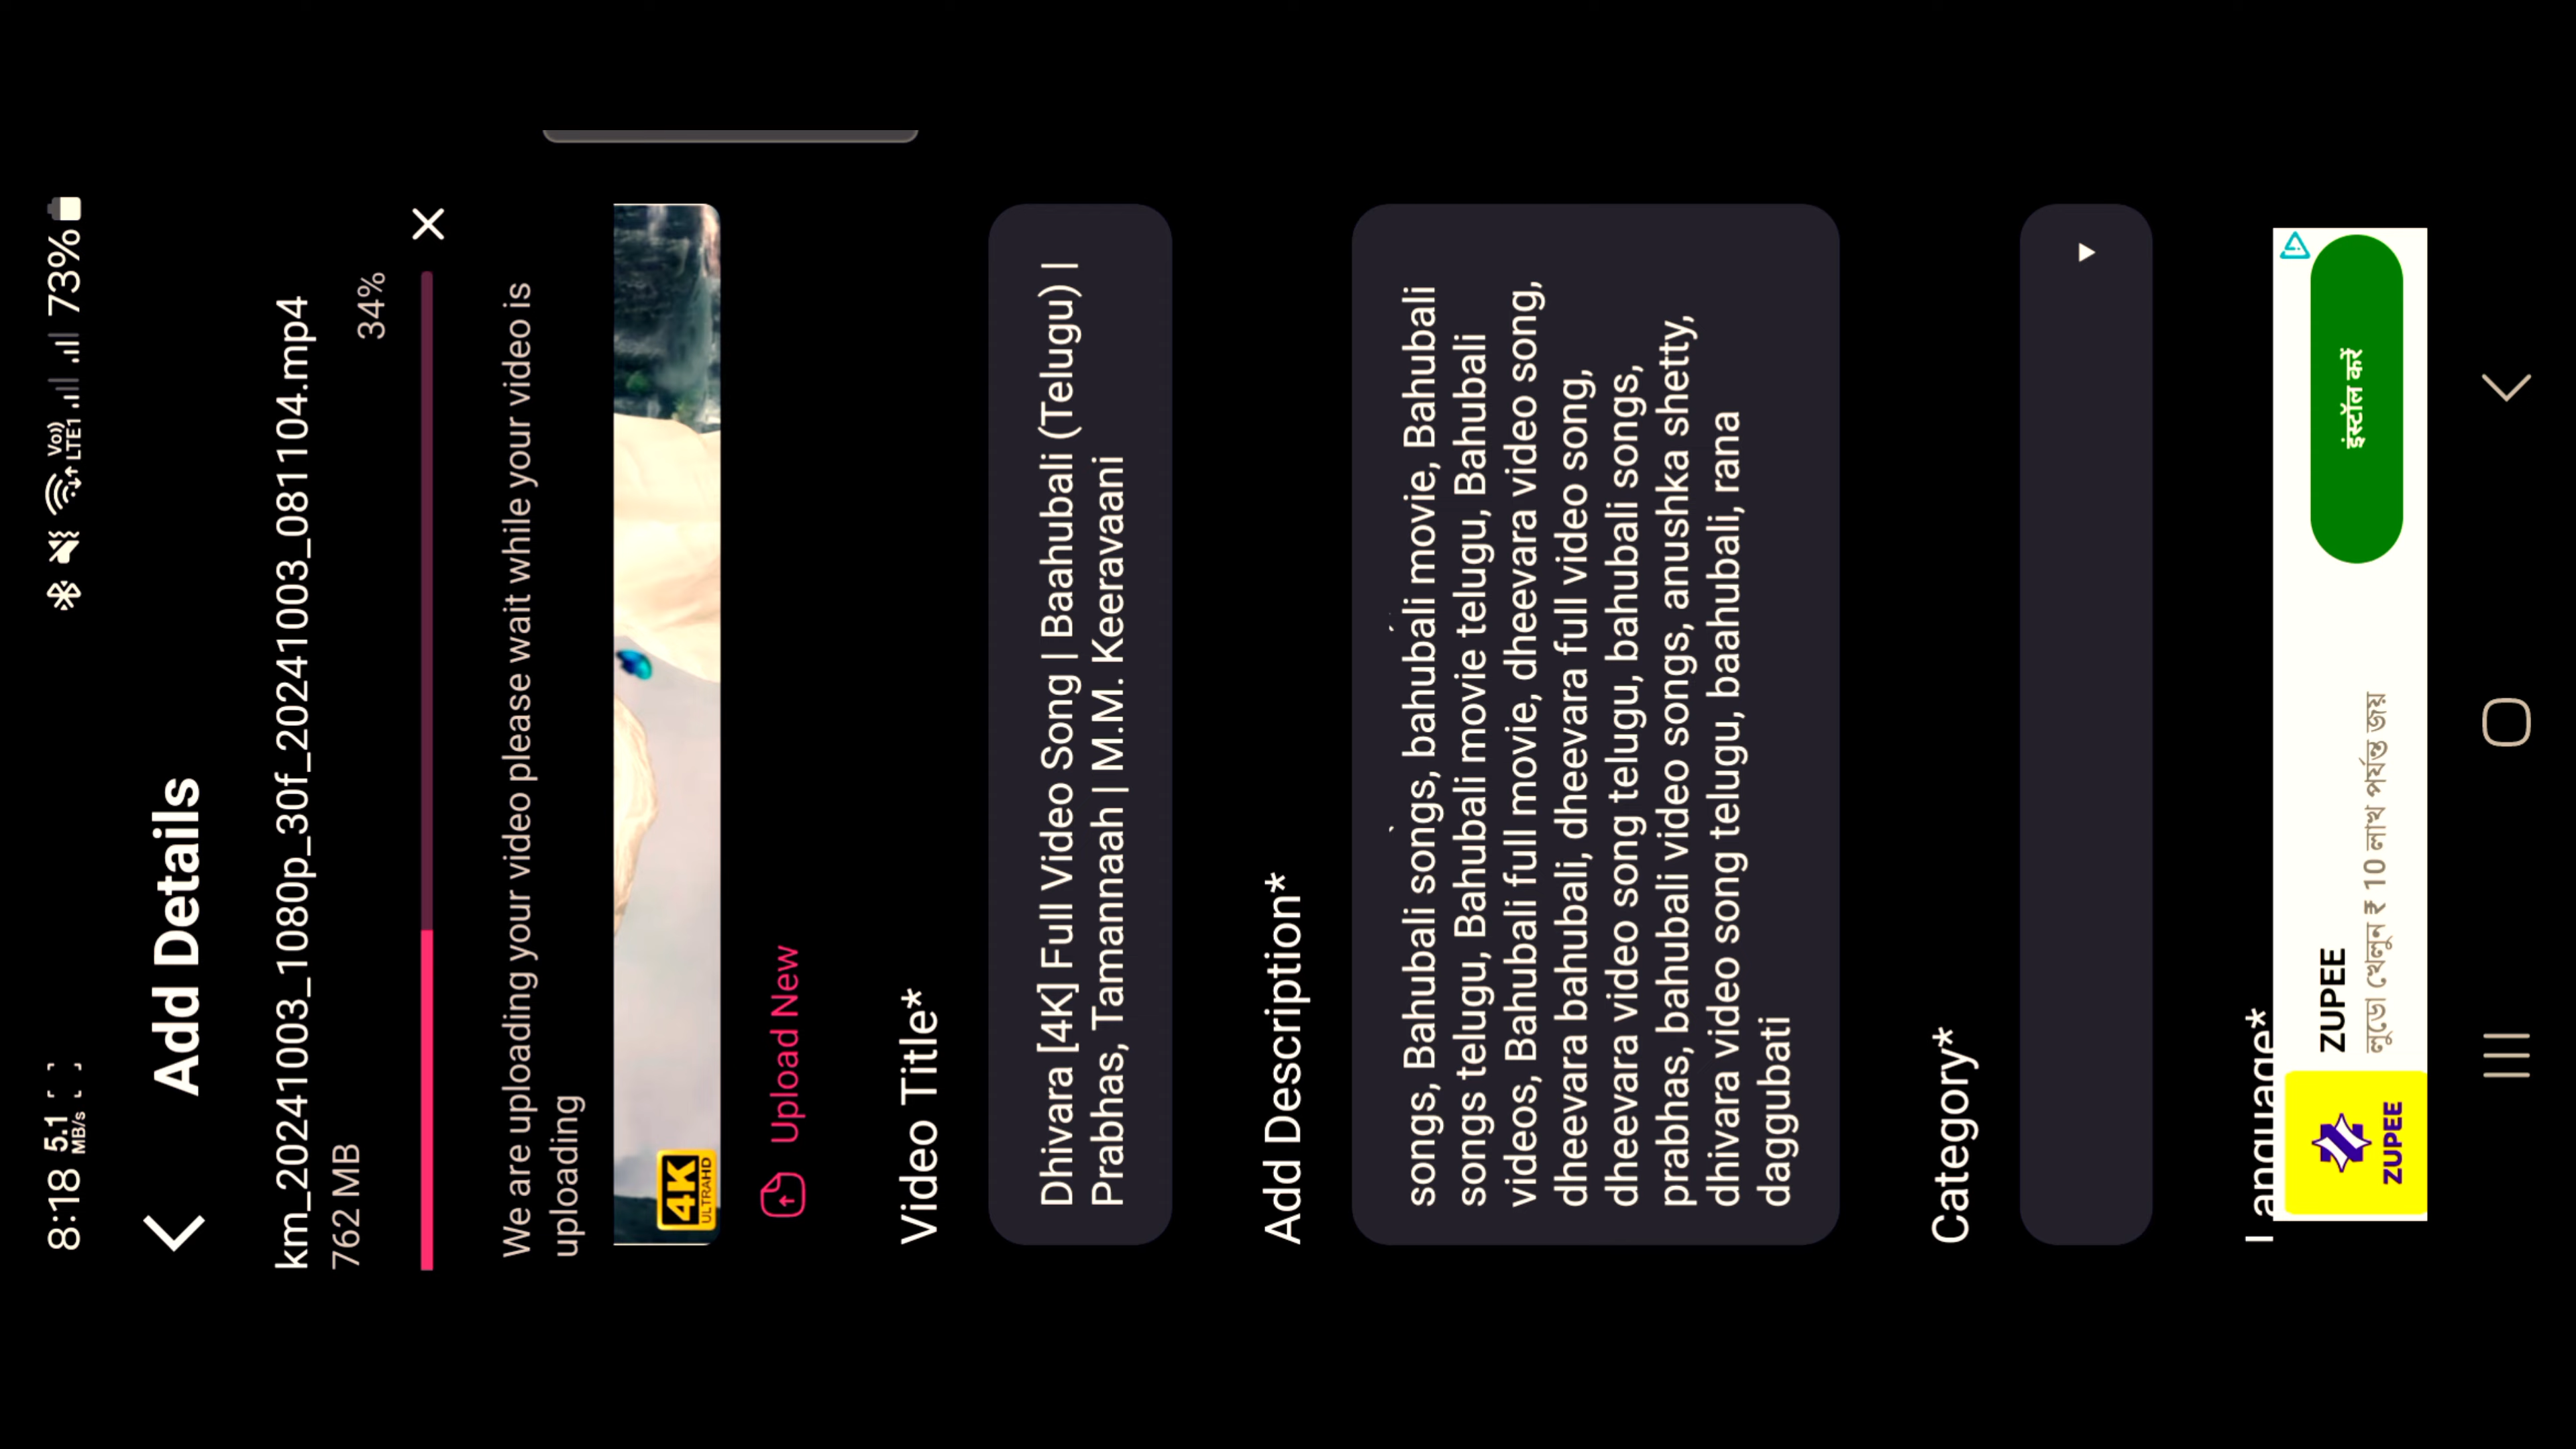 8:18 5.1 MB/s Vo)) LTE1 73%
Add Details
km_20241003_1080p_30f_20241003_081104.mp4
762 MB 34%
We are uploading your video please wait while your video is
uploading
4K
ULTRAHD
Upload New
Video Title*
Dhivara [4K] Full Video Song | Baahubali (Telugu) |
Prabhas, Tamannaah | M.M. Keeravaani
Add Description*
songs, Bahubali songs, bahubali movie, Bahubali
songs telugu, Bahubali movie telugu, Bahubali
videos, Bahubali full movie, dheevara video song,
dheevara bahubali, dheevara full video song,
dheevara video song telugu, bahubali songs,
prabhas, bahubali video songs, anushka shetty,
dhivara video song telugu, baahubali, rana
daggubati
Category*
Language*
ZUPEE
ZUPEE
লুডো খেলুন ₹ 10 লাখ পর্যন্ত জয়
इंस्टॉल करें